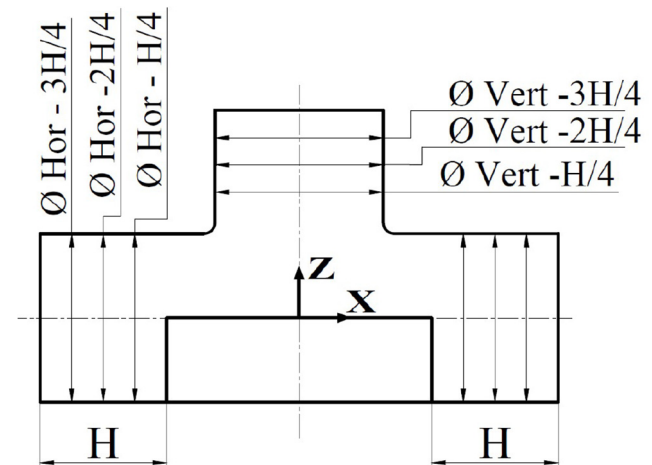 Ø Hor - 3H/4
Ø Hor -2H/4
Ø Hor - H/4
Ø Vert -3H/4
Ø Vert -2H/4
Ø Vert -H/4
Z
X
H
H